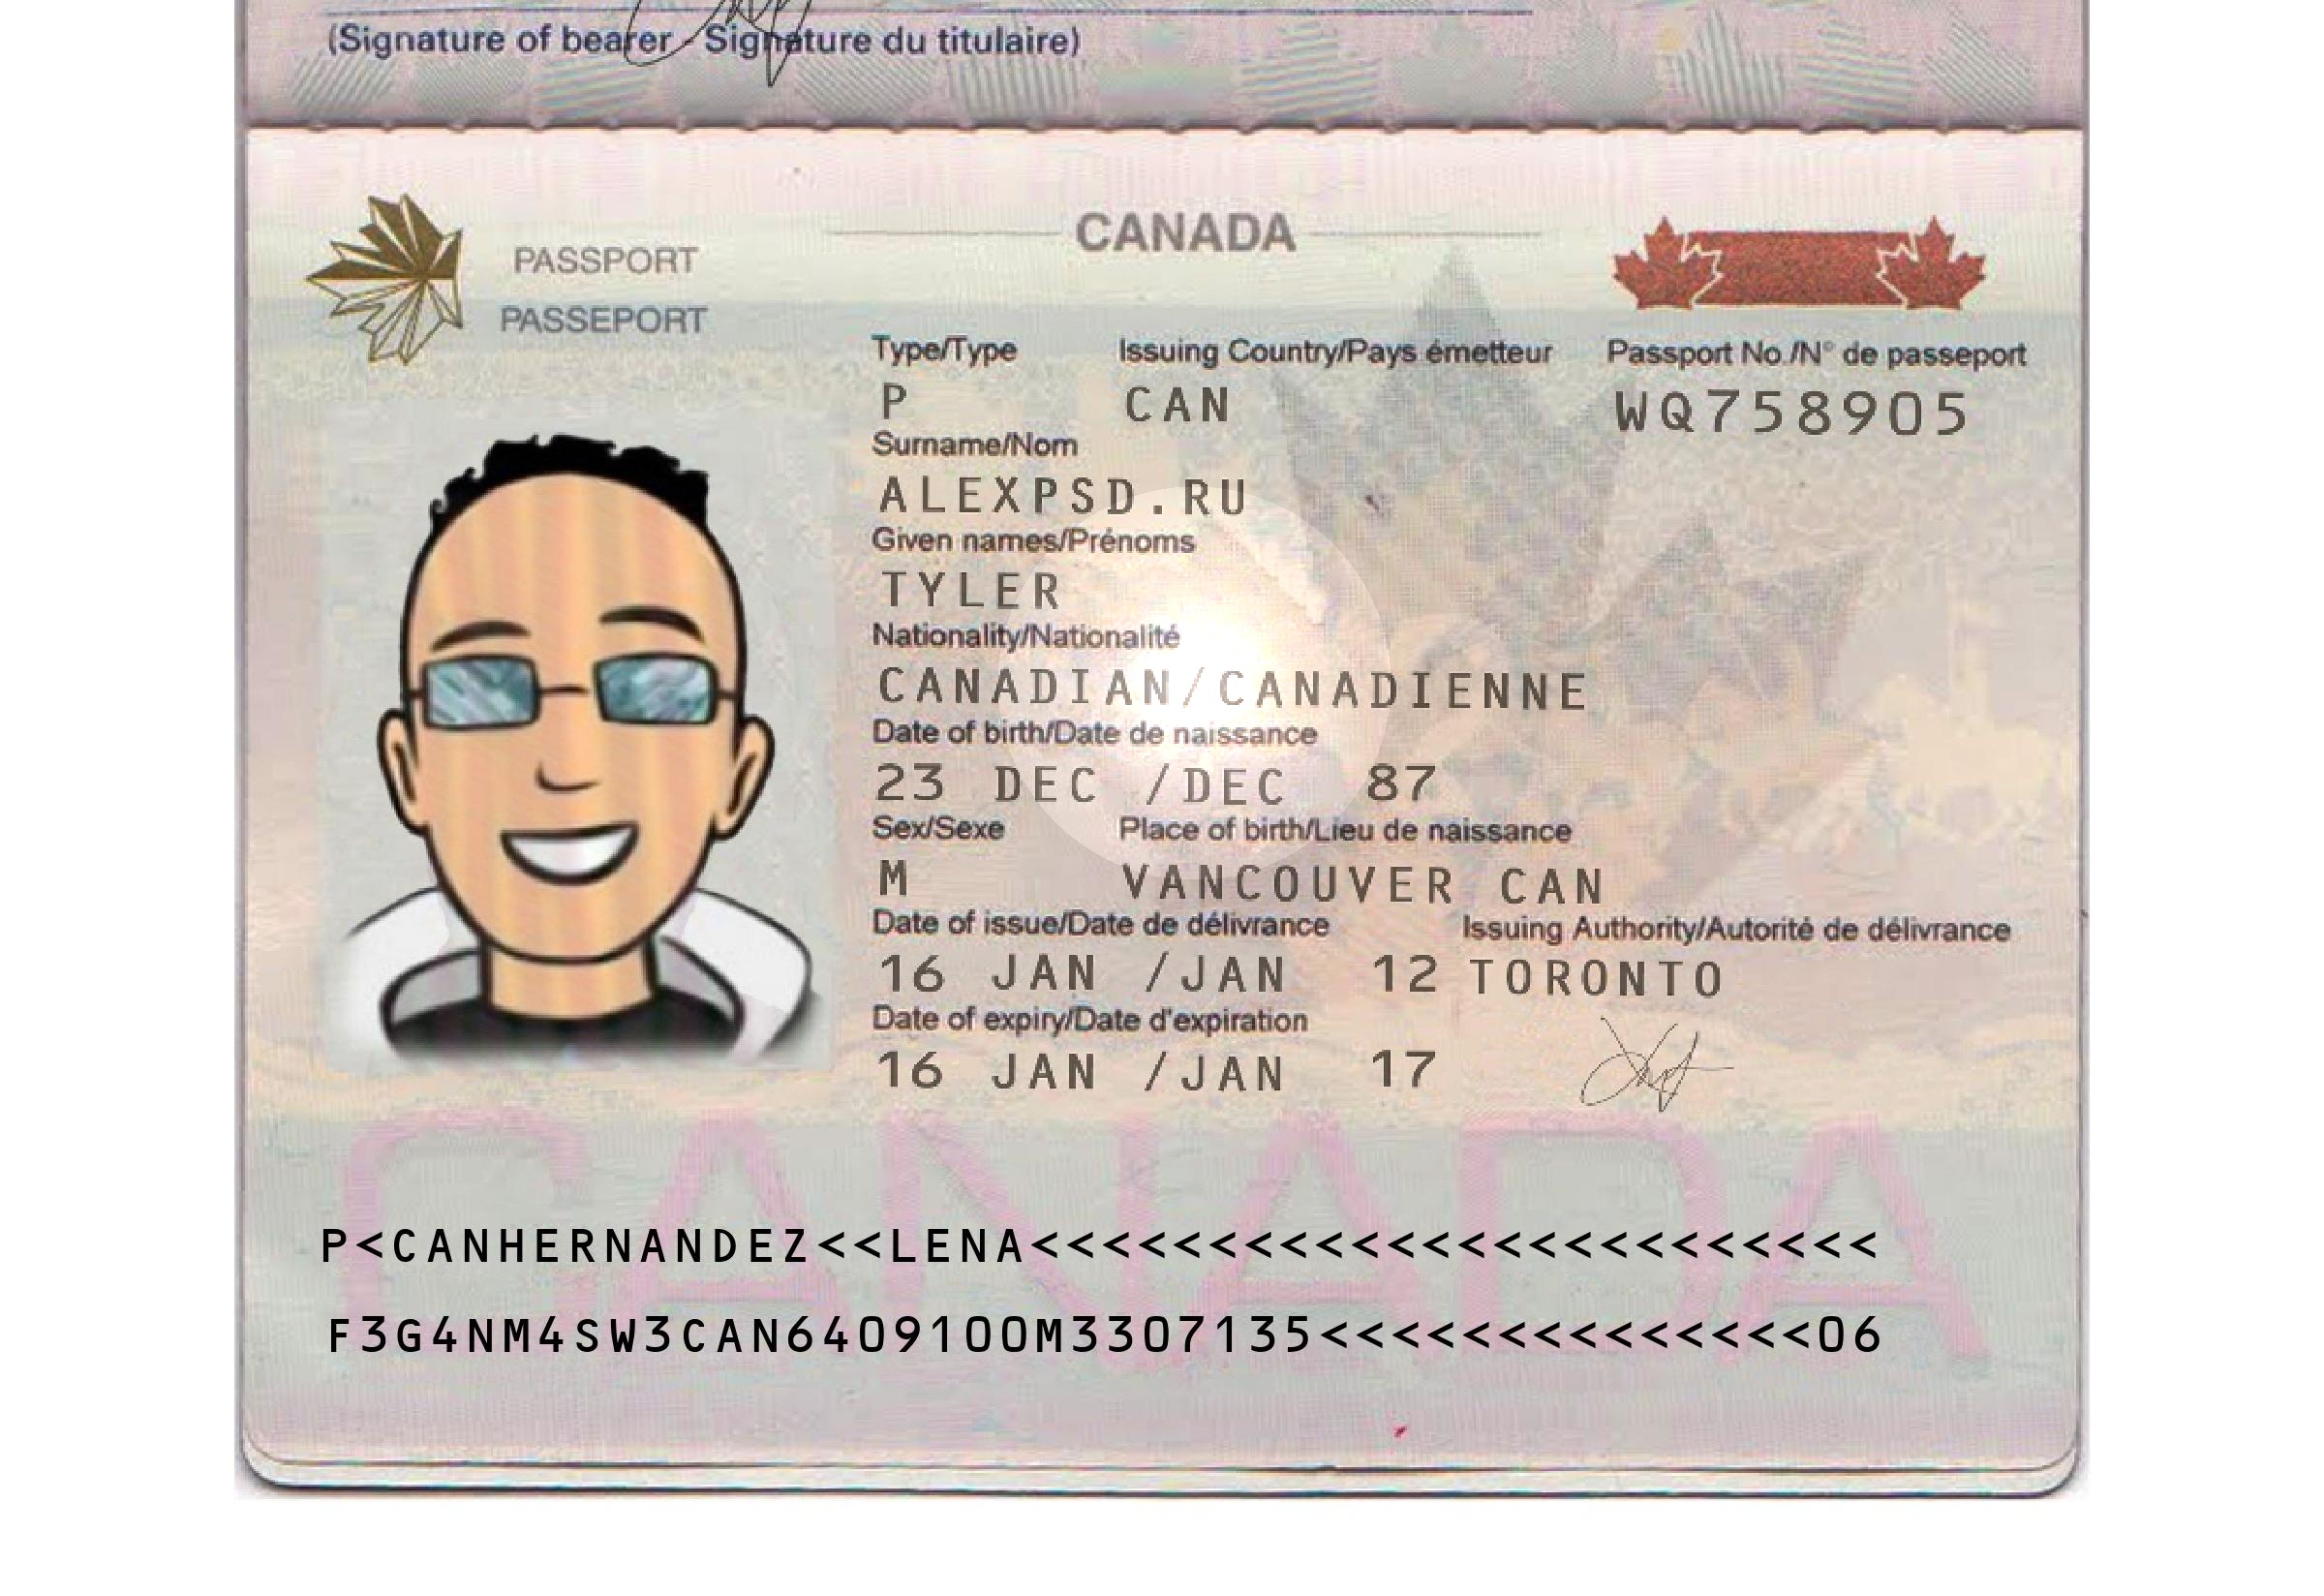 (Signature of bearer - Signature du titulaire)
CANADA
PASSPORT
PASSEPORT
Type/Type Issuing Country/Pays émetteur Passport No./N° de passeport
P CAN WQ758905
Surname/Nom
ALEXPSD.RU
Given names/Prénoms
TYLER
Nationality/Nationalité
CANADIAN/CANADIENNE
Date of birth/Date de naissance
23 DEC /DEC 87
Sex/Sexe Place of birth/Lieu de naissance
M VANCOUVER CAN
Date of issue/Date de délivrance Issuing Authority/Autorité de délivrance
16 JAN /JAN 12 TORONTO
Date of expiry/Date d'expiration
16 JAN /JAN 17
CANADA
P<CANHERNANDEZ<<LENA<<<<<<<<<<<<<<<<<<<<<<<<
F3G4NM4SW3CAN6409100M3307135<<<<<<<<<<<<<<06